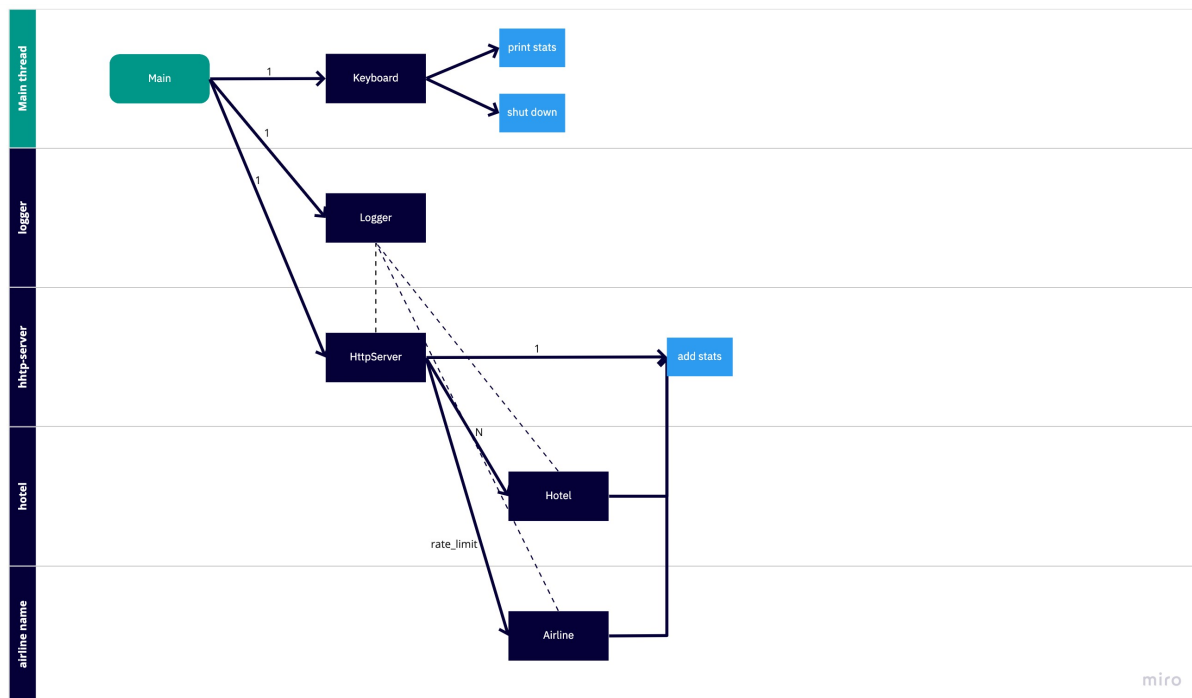 Main thread
Main
1
Keyboard
print stats
shut down
1
1
logger
Logger
hhtp-server
HttpServer
1
add stats
hotel
N
Hotel
rate_limit
airline name
Airline
miro